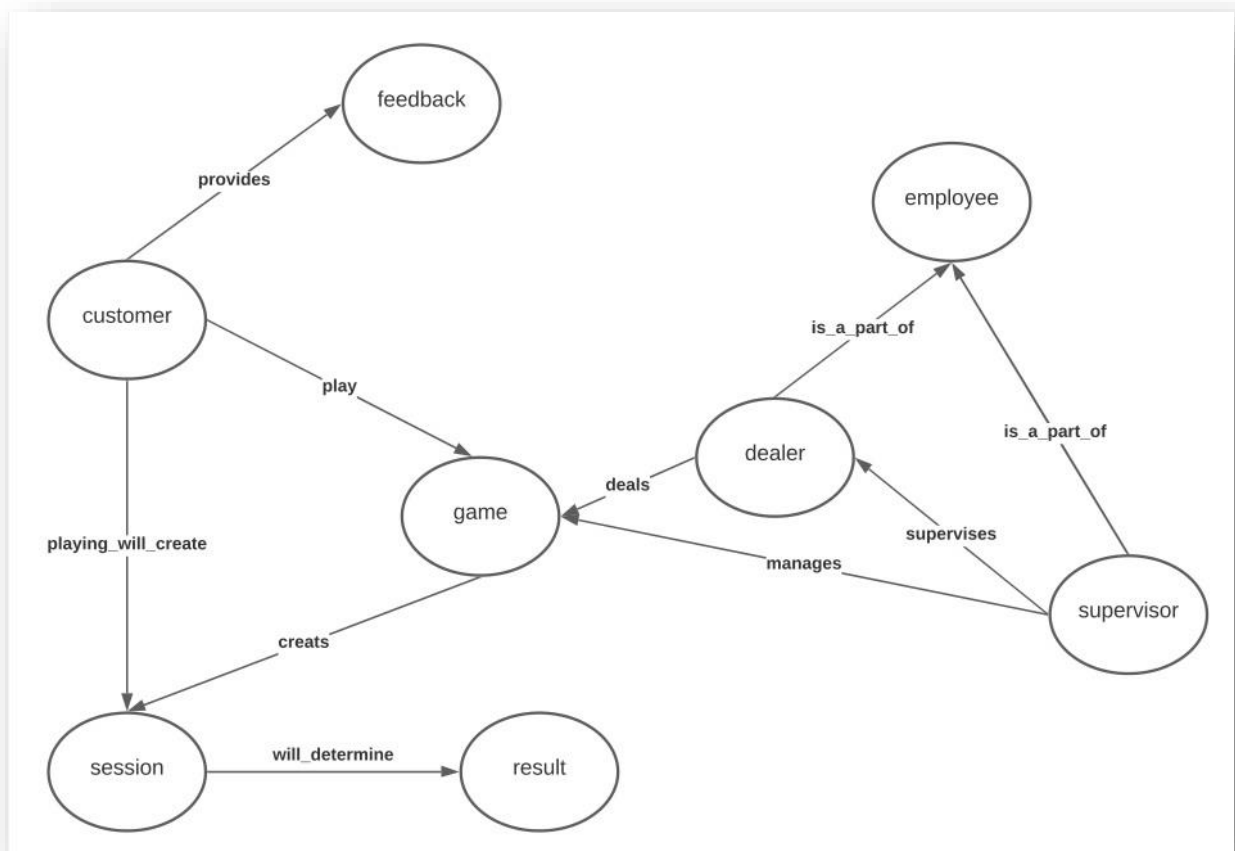 feedback
provides
employee
customer
is_a_part_of
play
is_a_part_of
dealer
deals
game
supervises
playing_will_create
manages
supervisor
creats
will_determine
session
result